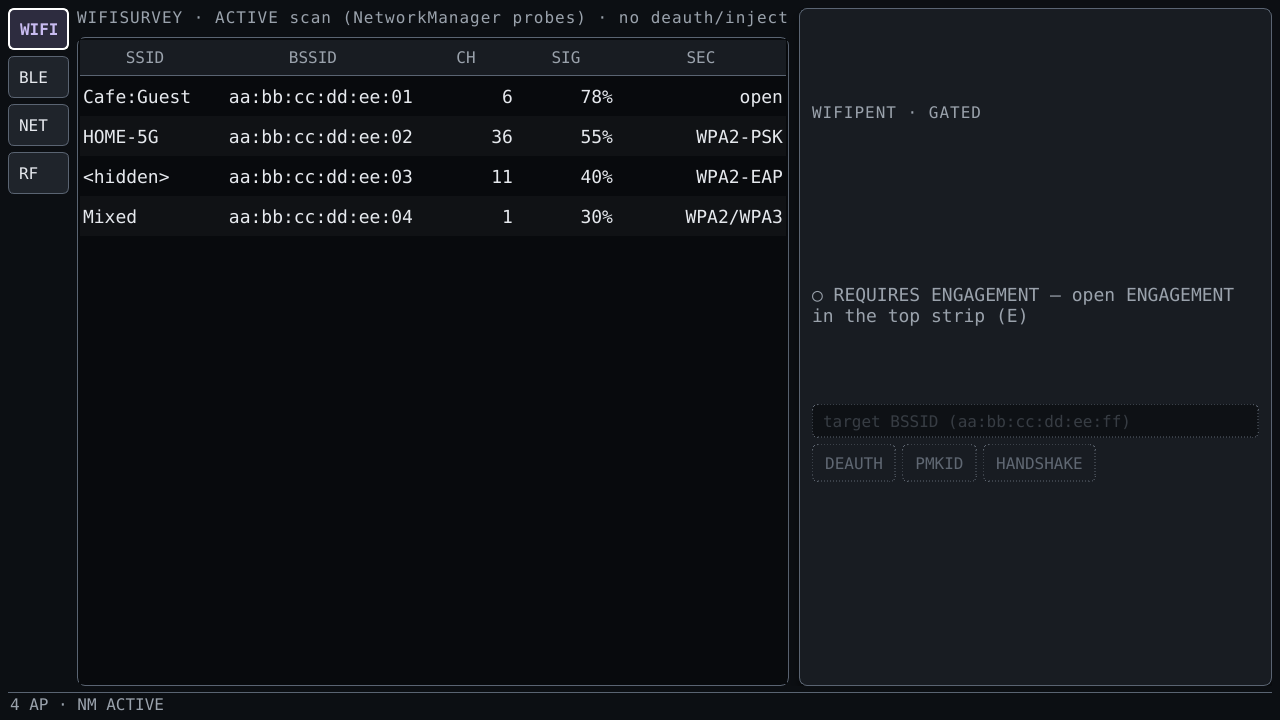 WIFI
BLE
NET
RF
WIFISURVEY · ACTIVE scan (NetworkManager probes) · no deauth/inject
SSID BSSID CH SIG SEC
Cafe:Guest aa:bb:cc:dd:ee:01 6 78% open
HOME-5G aa:bb:cc:dd:ee:02 36 55% WPA2-PSK
<hidden> aa:bb:cc:dd:ee:03 11 40% WPA2-EAP
Mixed aa:bb:cc:dd:ee:04 1 30% WPA2/WPA3
WIFIPENT · GATED
○ REQUIRES ENGAGEMENT — open ENGAGEMENT
in the top strip (E)
target BSSID (aa:bb:cc:dd:ee:ff)
DEAUTH PMKID HANDSHAKE
4 AP · NM ACTIVE